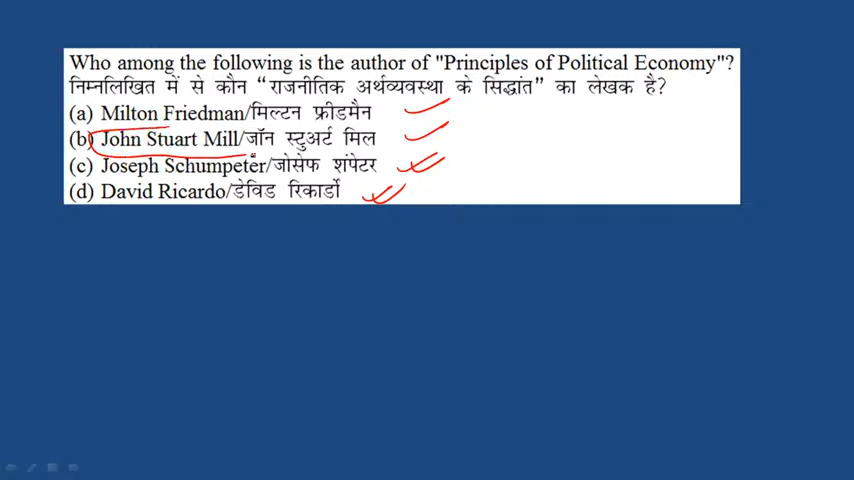 Who among the following is the author of "Principles of Political Economy"?
निम्नलिखित में से कौन “राजनीतिक अर्थव्यवस्था के सिद्धांत” का लेखक है?
(a) Milton Friedman/मिल्टन फ्रीडमैन
(b) John Stuart Mill/जॉन स्टुअर्ट मिल
(c) Joseph Schumpeter/जोसेफ शंपेटर
(d) David Ricardo/डेविड रिकार्डो